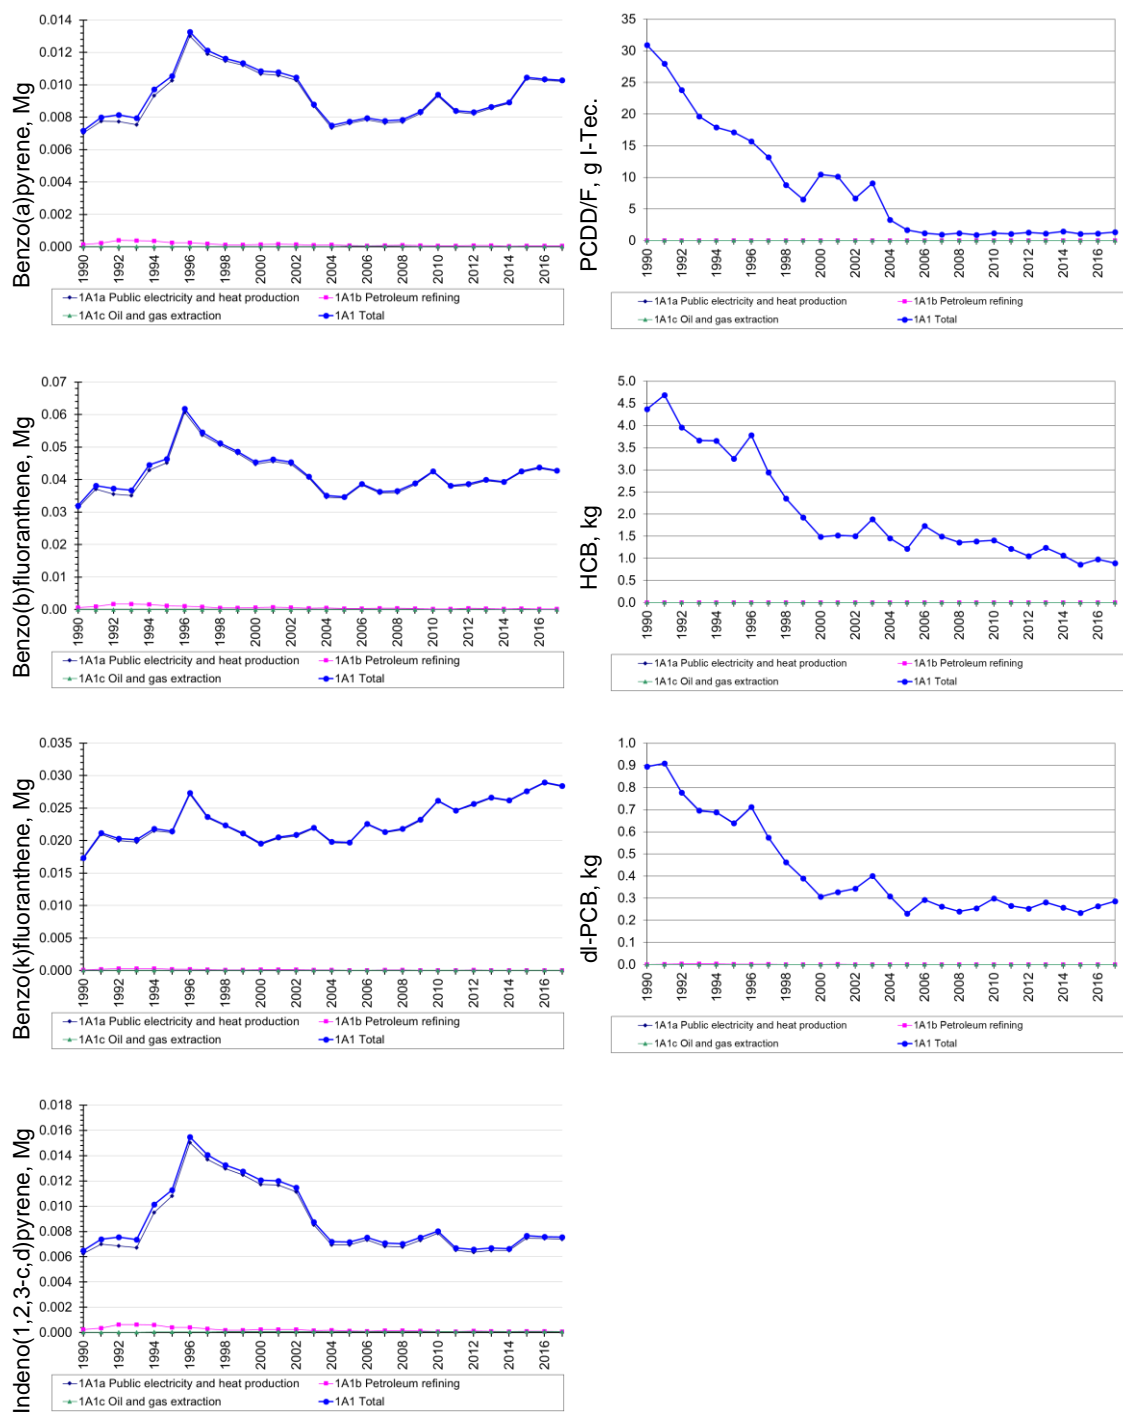 Benzo(a)pyrene, Mg
0.014
0.012
0.010
0.008
0.006
0.004
0.002
0.000
1990 1992 1994 1996 1998 2000 2002 2004 2006 2008 2010 2012 2014 2016
1A1a Public electricity and heat production 1A1b Petroleum refining
1A1c Oil and gas extraction 1A1 Total
PCDD/F, g I-Tec.
35
30
25
20
15
10
5
0
1990 1992 1994 1996 1998 2000 2002 2004 2006 2008 2010 2012 2014 2016
1A1a Public electricity and heat production 1A1b Petroleum refining
1A1c Oil and gas extraction 1A1 Total
Benzo(b)fluoranthene, Mg
0.07
0.06
0.05
0.04
0.03
0.02
0.01
0.00
1990 1992 1994 1996 1998 2000 2002 2004 2006 2008 2010 2012 2014 2016
1A1a Public electricity and heat production 1A1b Petroleum refining
1A1c Oil and gas extraction 1A1 Total
HCB, kg
5.0
4.5
4.0
3.5
3.0
2.5
2.0
1.5
1.0
0.5
0.0
1990 1992 1994 1996 1998 2000 2002 2004 2006 2008 2010 2012 2014 2016
1A1a Public electricity and heat production 1A1b Petroleum refining
1A1c Oil and gas extraction 1A1 Total
Benzo(k)fluoranthene, Mg
0.035
0.030
0.025
0.020
0.015
0.010
0.005
0.000
1990 1992 1994 1996 1998 2000 2002 2004 2006 2008 2010 2012 2014 2016
1A1a Public electricity and heat production 1A1b Petroleum refining
1A1c Oil and gas extraction 1A1 Total
dl-PCB, kg
1.0
0.9
0.8
0.7
0.6
0.5
0.4
0.3
0.2
0.1
0.0
1990 1992 1994 1996 1998 2000 2002 2004 2006 2008 2010 2012 2014 2016
1A1a Public electricity and heat production 1A1b Petroleum refining
1A1c Oil and gas extraction 1A1 Total
Indeno(1,2,3-c,d)pyrene, Mg
0.018
0.016
0.014
0.012
0.010
0.008
0.006
0.004
0.002
0.000
1990 1992 1994 1996 1998 2000 2002 2004 2006 2008 2010 2012 2014 2016
1A1a Public electricity and heat production 1A1b Petroleum refining
1A1c Oil and gas extraction 1A1 Total